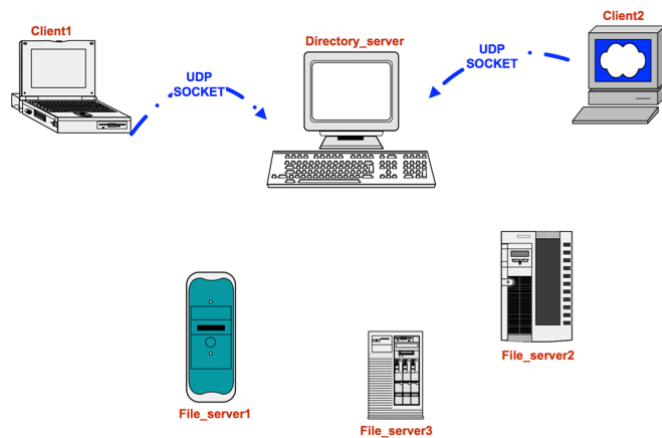 Client1
Directory_server
Client2
UDP
SOCKET
UDP
SOCKET
File_server1
File_server3
File_server2